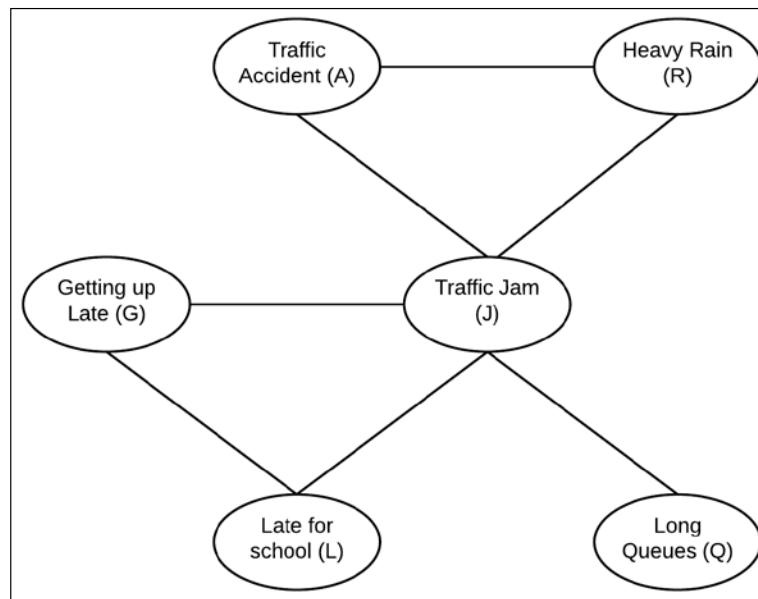 Traffic
Accident (A)
Heavy Rain
(R)
Getting up
Late (G)
Traffic Jam
(J)
Late for
school (L)
Long
Queues (Q)